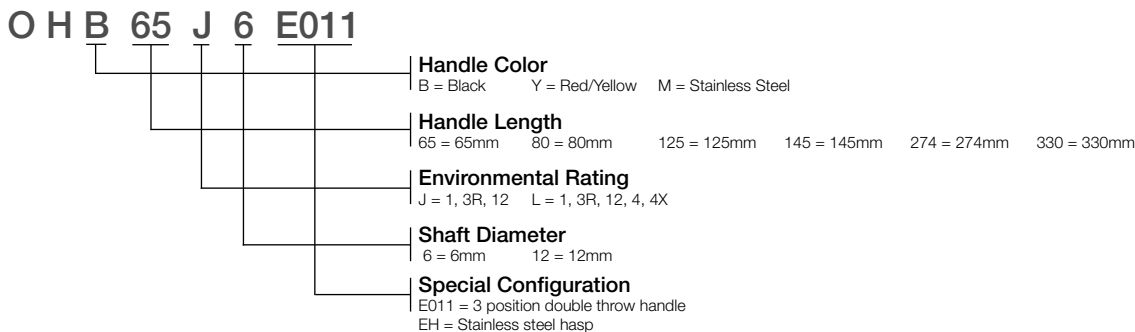 O H B 65 J 6 E011
Handle Color
B = Black Y = Red/Yellow M = Stainless Steel
Handle Length
65 = 65mm 80 = 80mm 125 = 125mm 145 = 145mm 274 = 274mm 330 = 330mm
Environmental Rating
J = 1, 3R, 12 L = 1, 3R, 12, 4, 4X
Shaft Diameter
6 = 6mm 12 = 12mm
Special Configuration
E011 = 3 position double throw handle
EH = Stainless steel hasp